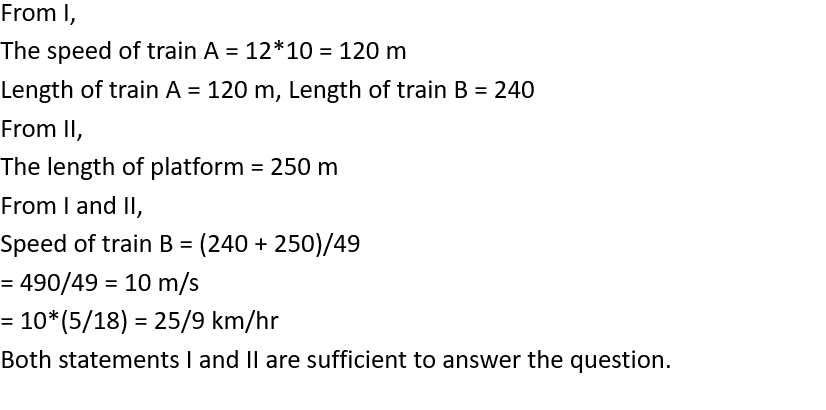 From I,
The speed of train A = 12*10 = 120 m
Length of train A = 120 m, Length of train B = 240
From II,
The length of platform = 250 m
From I and II,
Speed of train B = (240 + 250)/49
= 490/49 = 10 m/s
= 10*(5/18) = 25/9 km/hr
Both statements I and II are sufficient to answer the question.